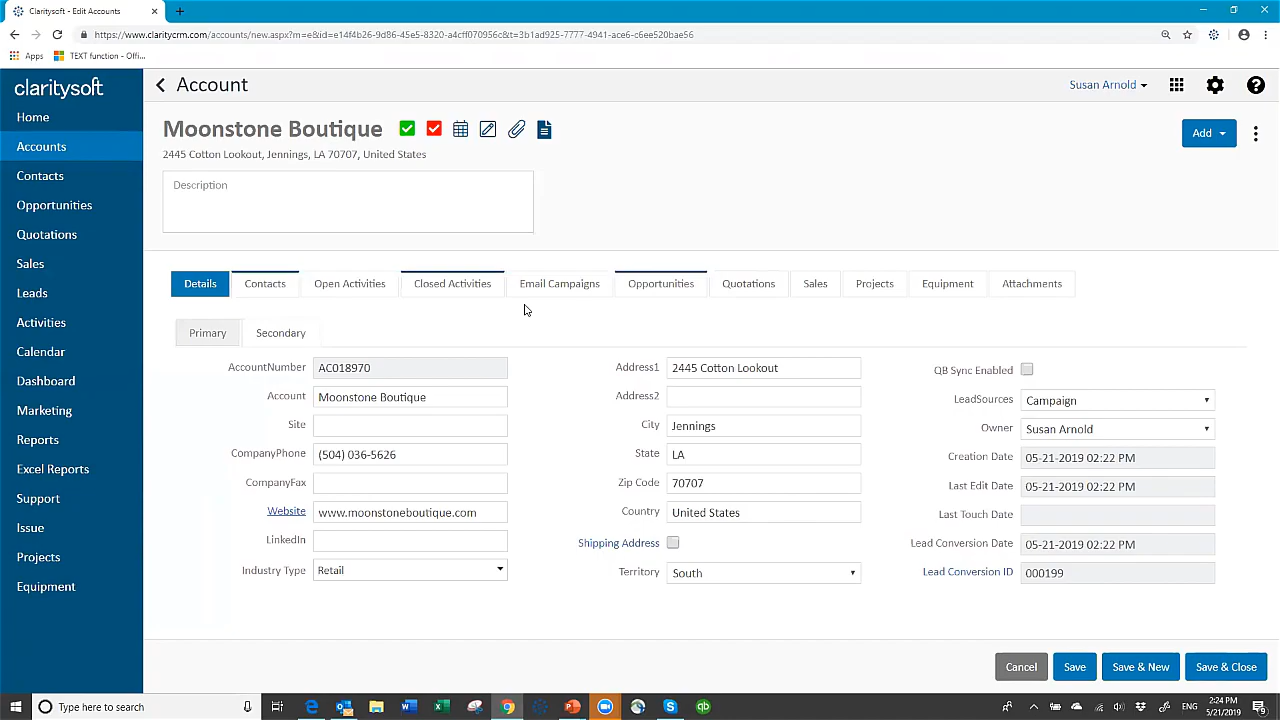 Claritysoft - Edit Accounts
https://www.claritycrm.com/accounts/new.aspx?m=e&id=e14f4b26-9d86-45e5-8320-a4cff070956c&t=3b1ad925-7777-4941-ace6-c6ee520bae56
Apps TEXT function - Offi...
claritysoft
Account
Susan Arnold
Home
Accounts
Contacts
Opportunities
Quotations
Sales
Leads
Activities
Calendar
Dashboard
Marketing
Reports
Excel Reports
Support
Issue
Projects
Equipment
Moonstone Boutique
Add
2445 Cotton Lookout, Jennings, LA 70707, United States
Description
Details Contacts Open Activities Closed Activities Email Campaigns Opportunities Quotations Sales Projects Equipment Attachments
Primary Secondary
AccountNumber AC018970
Account Moonstone Boutique
Site
CompanyPhone (504) 036-5626
CompanyFax
Website www.moonstoneboutique.com
LinkedIn
Industry Type Retail
Address1 2445 Cotton Lookout
Address2
City Jennings
State LA
Zip Code 70707
Country United States
Shipping Address
Territory South
QB Sync Enabled
LeadSources Campaign
Owner Susan Arnold
Creation Date 05-21-2019 02:22 PM
Last Edit Date 05-21-2019 02:22 PM
Last Touch Date
Lead Conversion Date 05-21-2019 02:22 PM
Lead Conversion ID 000199
Cancel Save Save & New Save & Close
Type here to search
ENG
2:24 PM
5/21/2019